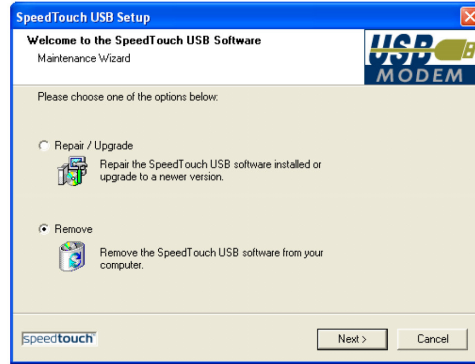 SpeedTouch USB Setup
Welcome to the SpeedTouch USB Software
Maintenance Wizard
USB
MODEM
Please choose one of the options below:
Repair / Upgrade
Repair the SpeedTouch USB software installed or
upgrade to a newer version.
Remove
Remove the SpeedTouch USB software from your
computer.
speedtouch™
Next >
Cancel